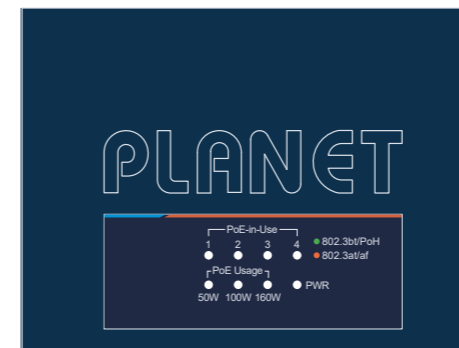 PLANET
PoE-in-Use
1 2 3 4 802.3bt/PoH
802.3at/af
PoE Usage
PWR
50W 100W 160W